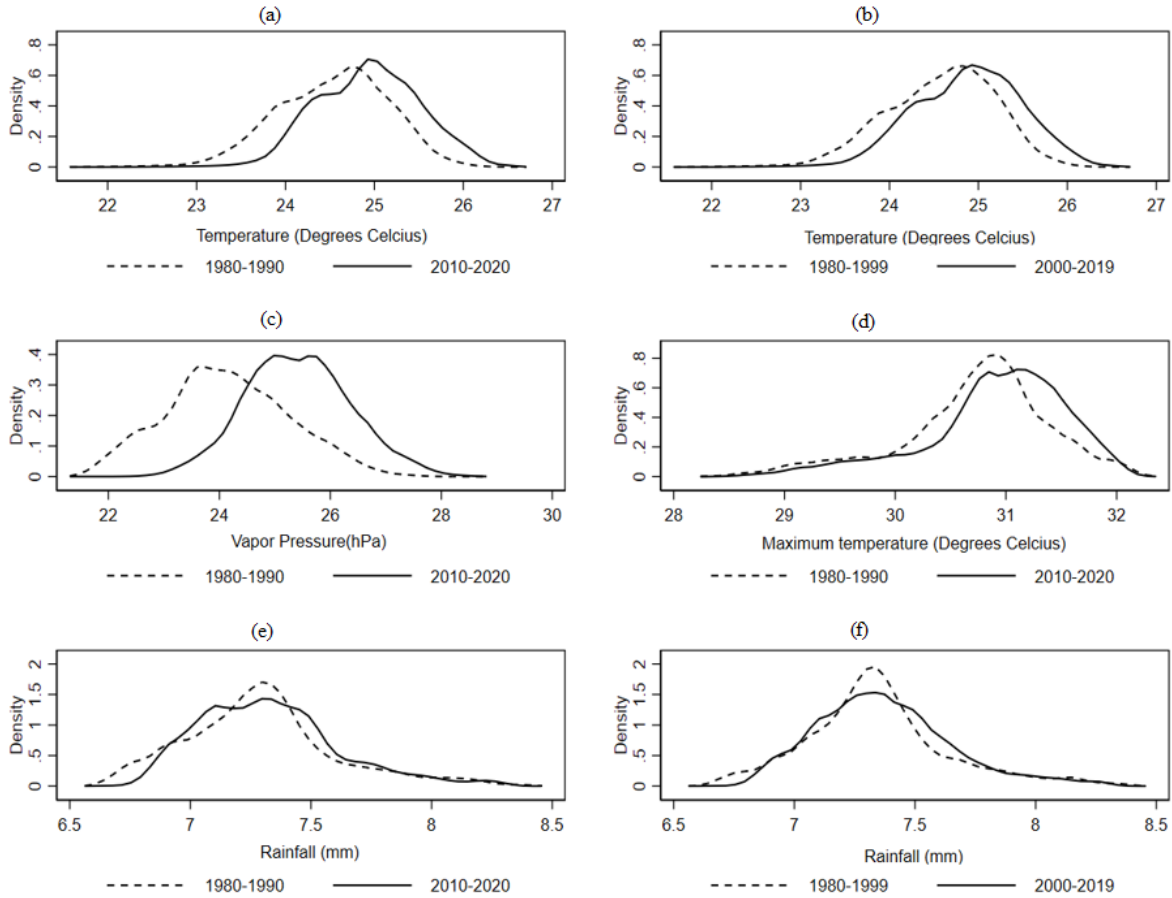 (a)
Density
0 .2 .4 .6 .8
22 23 24 25 26 27
Temperature (Degrees Celcius)
1980-1990 2010-2020
(b)
Density
0 .2 .4 .6 .8
22 23 24 25 26 27
Temperature (Degrees Celcius)
1980-1999 2000-2019
(c)
Density
0 .1 .2 .3 .4
22 24 26 28 30
Vapor Pressure(hPa)
1980-1990 2010-2020
(d)
Density
0 .2 .4 .6 .8
28 29 30 31 32
Maximum temperature (Degrees Celcius)
1980-1990 2010-2020
(e)
Density
0 .5 1 1.5 2
6.5 7 7.5 8 8.5
Rainfall (mm)
1980-1990 2010-2020
(f)
Density
0 .5 1 1.5 2
6.5 7 7.5 8 8.5
Rainfall (mm)
1980-1999 2000-2019